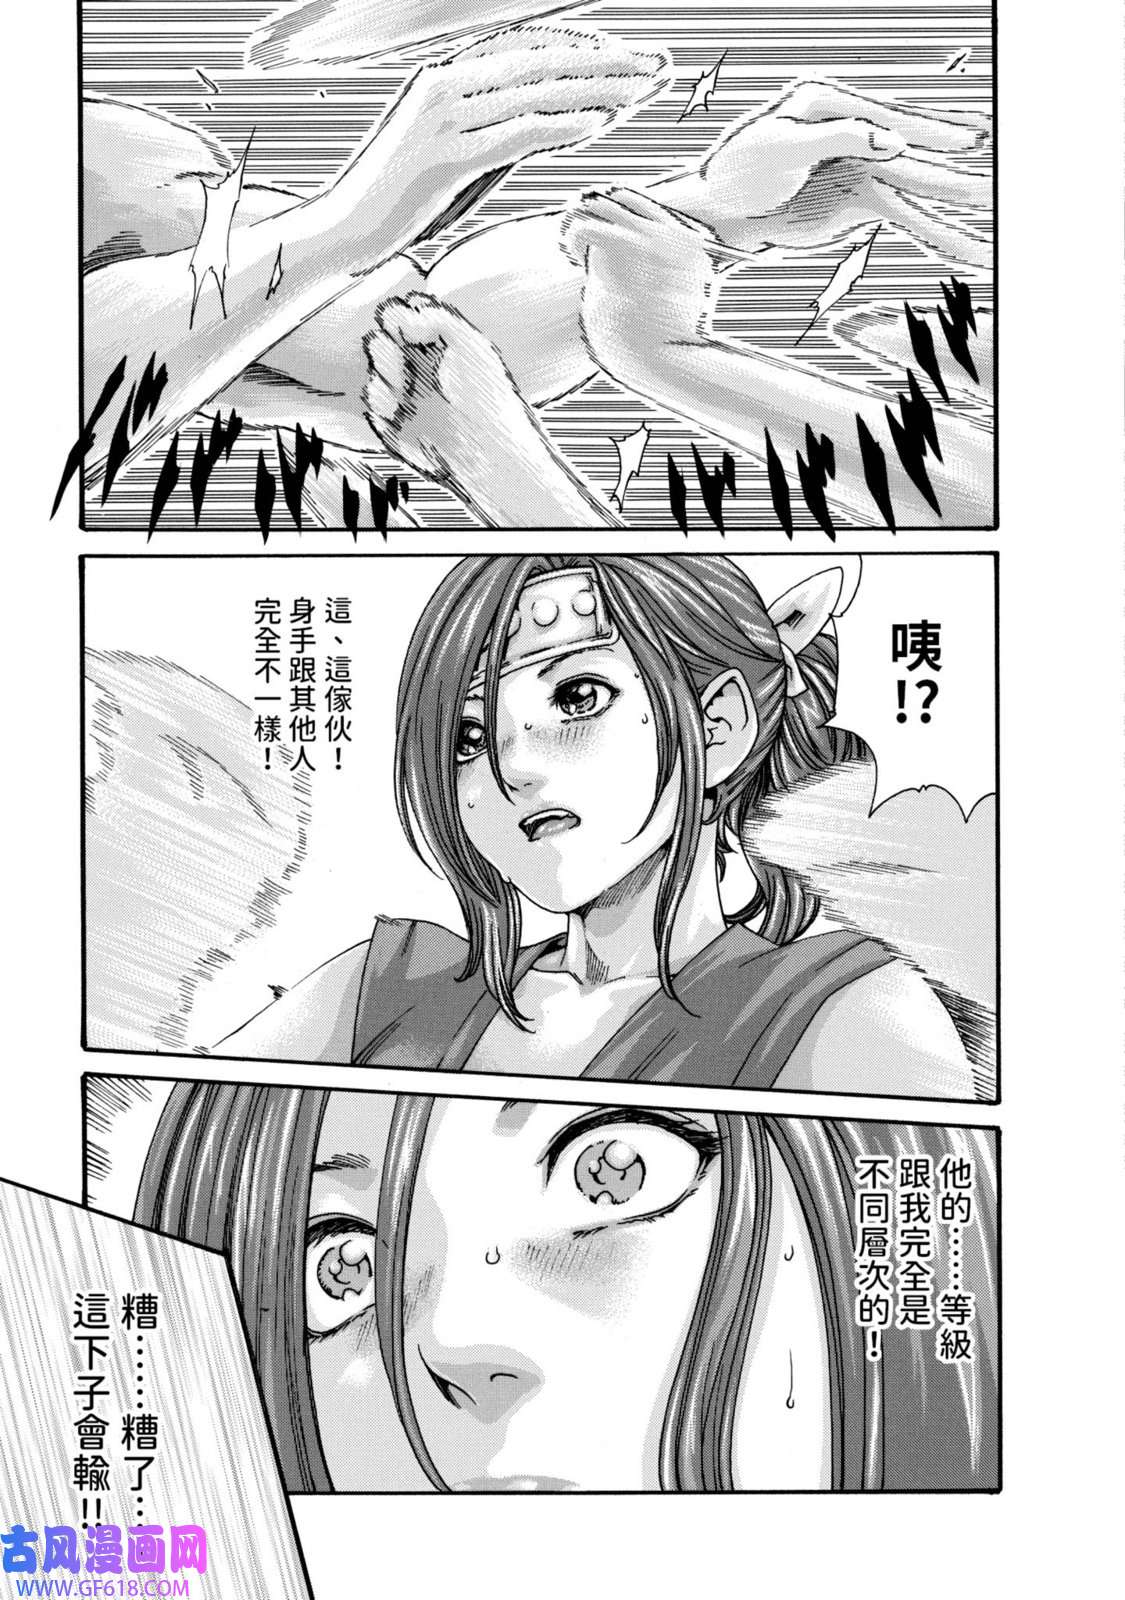 咦!?
這、這傢伙！
身手跟其他人
完全不一樣！
他的……等級
跟我完全是
不同層次的！
糟……糟了…
這下子會輸!!
古风漫画网
WWW.GF618.COM